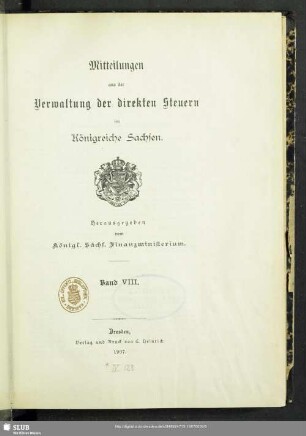 Mitteilungen
aus der
Verwaltung der direkten Steuern
im
Königreiche Sachsen.
Herausgegeben
vom
Königl. Sächs. Finanzministerium.
Band VIII.
Dresden,
Verlag und Druck von C. Heinrich
1907.
SLUB